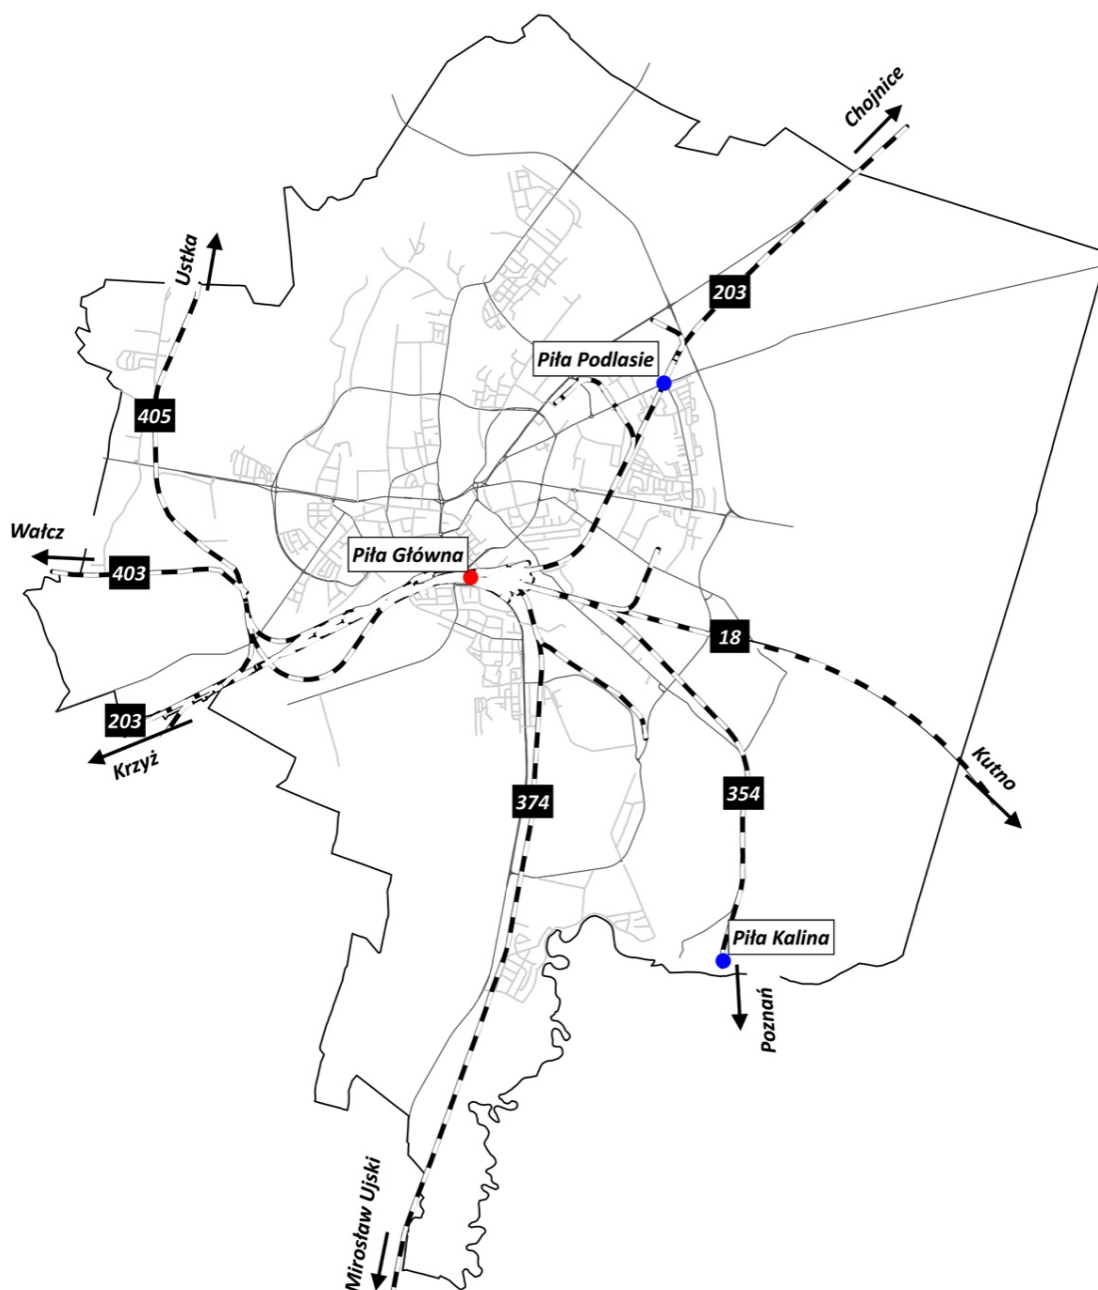 Chojnice
Ustka
203
Piła Podlasie
405
Wałcz
Piła Główna
403
18
203
Krzyż
Kutno
374
354
Piła Kalina
Poznań
Mirosław Ujski